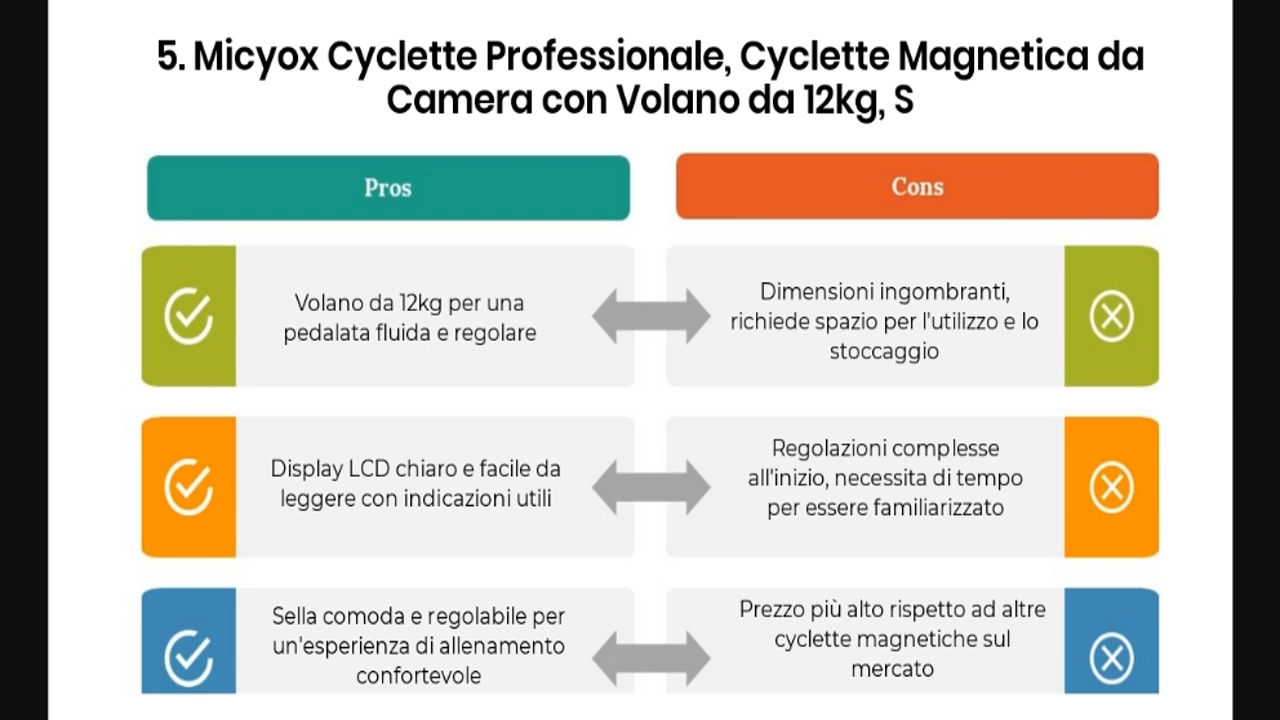 5. Micyox Cyclette Professionale, Cyclette Magnetica da
Camera con Volano da 12kg, S
Pros
Cons
Volano da 12kg per una
pedalata fluida e regolare
Dimensioni ingombranti,
richiede spazio per l'utilizzo e lo
stoccaggio
Display LCD chiaro e facile da
leggere con indicazioni utili
Regolazioni complesse
all'inizio, necessita di tempo
per essere familiarizzato
Sella comoda e regolabile per
un'esperienza di allenamento
confortevole
Prezzo più alto rispetto ad altre
cyclette magnetiche sul
mercato